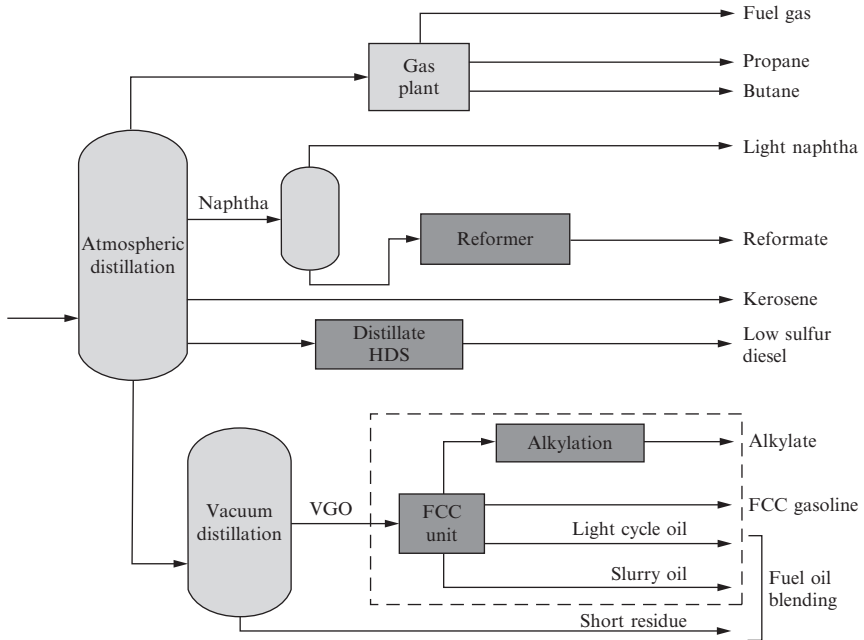 Fuel gas
Gas
plant
Propane
Butane
Light naphtha
Naphtha
Atmospheric
distillation
Reformer
Reformate
Kerosene
Distillate
HDS
Low sulfur
diesel
Alkylation
Alkylate
Vacuum
distillation
VGO
FCC
unit
FCC gasoline
Light cycle oil
Slurry oil
Fuel oil
blending
Short residue